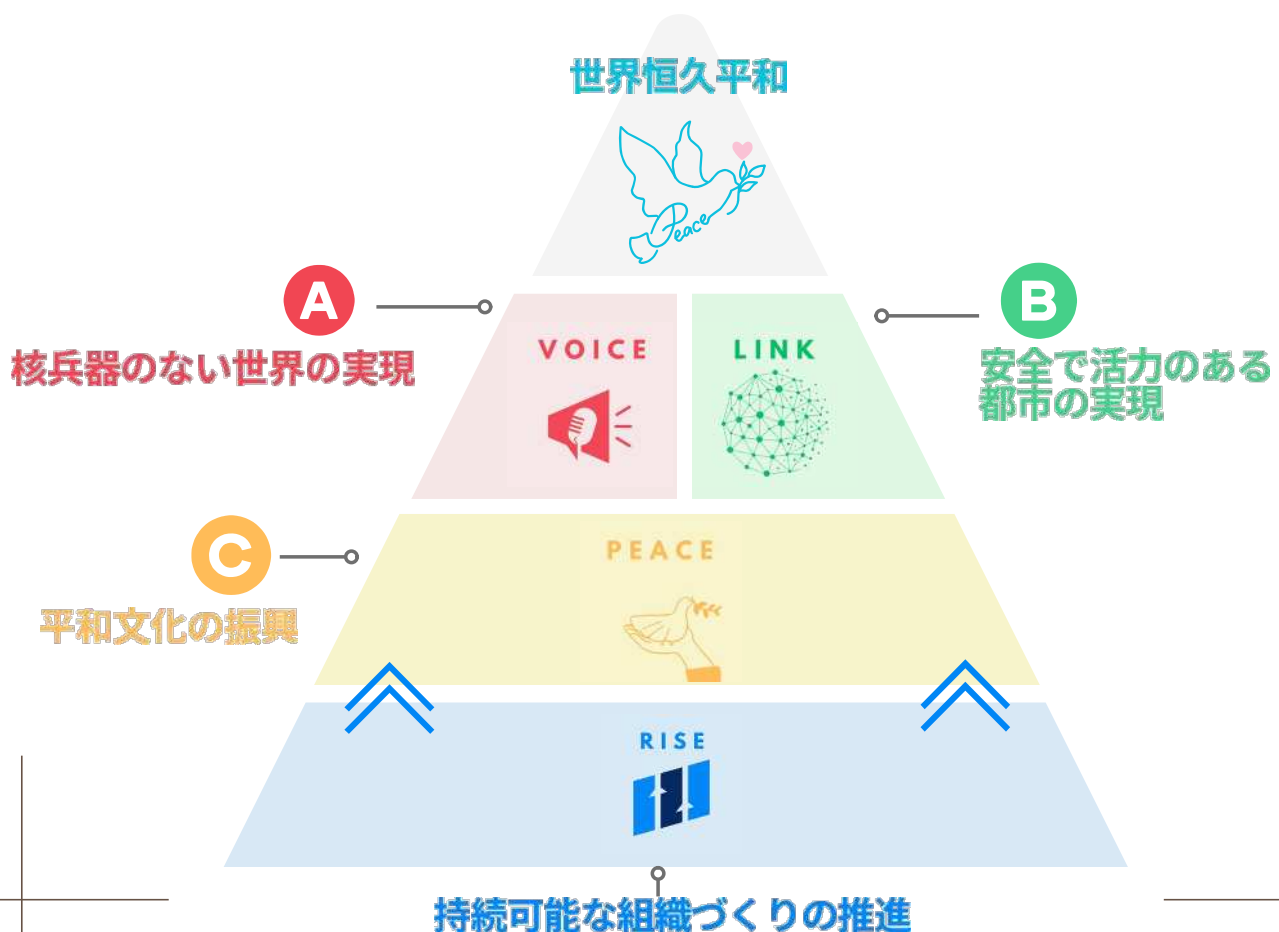 世界恒久平和
Peace
A
核兵器のない世界の実現
VOICE
LINK
B
安全で活力のある
都市の実現
C
平和文化の振興
PEACE
RISE
持続可能な組織づくりの推進